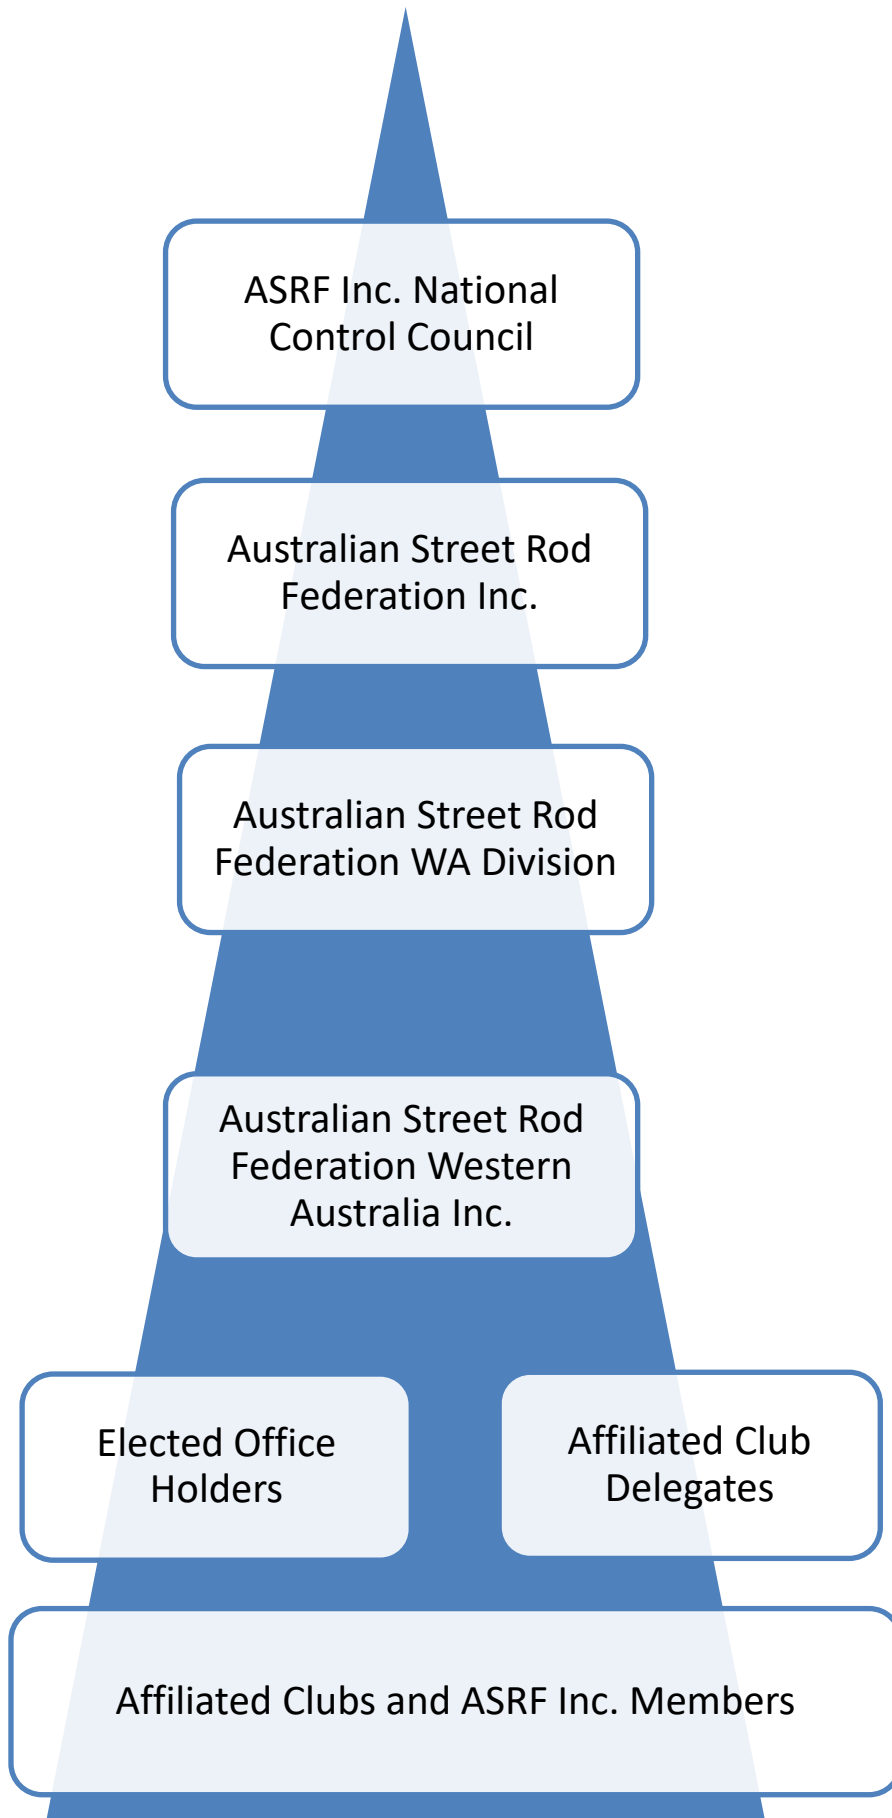 ASRF Inc. National
Control Council
Australian Street Rod
Federation Inc.
Australian Street Rod
Federation WA Division
Australian Street Rod
Federation Western
Australia Inc.
Elected Office
Holders
Affiliated Club
Delegates
Affiliated Clubs and ASRF Inc. Members